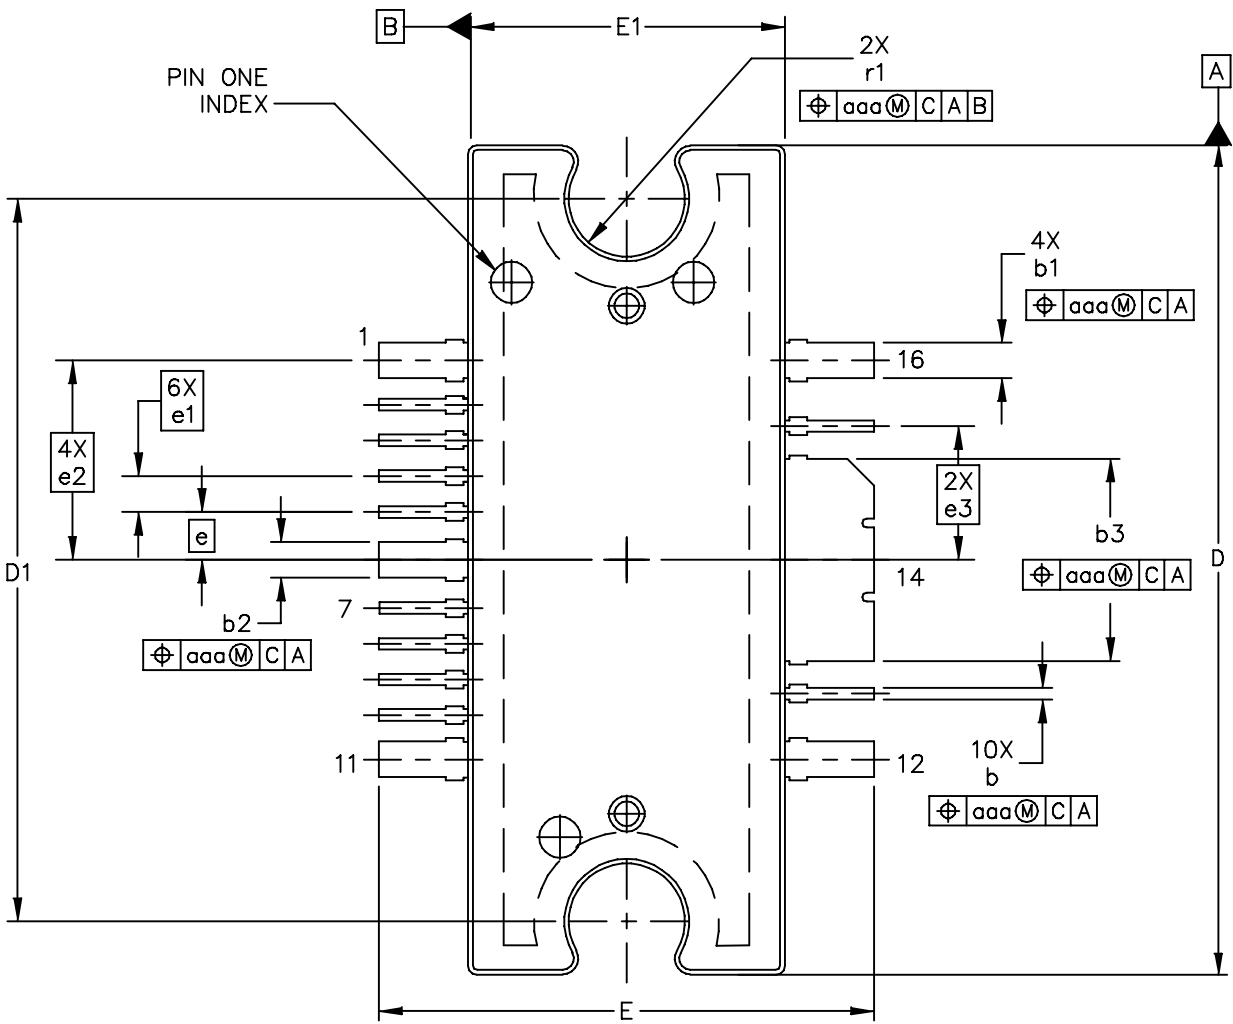 B
E1
2X
r1
⌖ aaa Ⓜ C A B
A
PIN ONE
INDEX
4X
b1
⌖ aaa Ⓜ C A
1
16
6X
e1
4X
e2
2X
e3
e
b3
⌖ aaa Ⓜ C A
D1
D
14
7
b2
⌖ aaa Ⓜ C A
11
12
10X
b
⌖ aaa Ⓜ C A
E